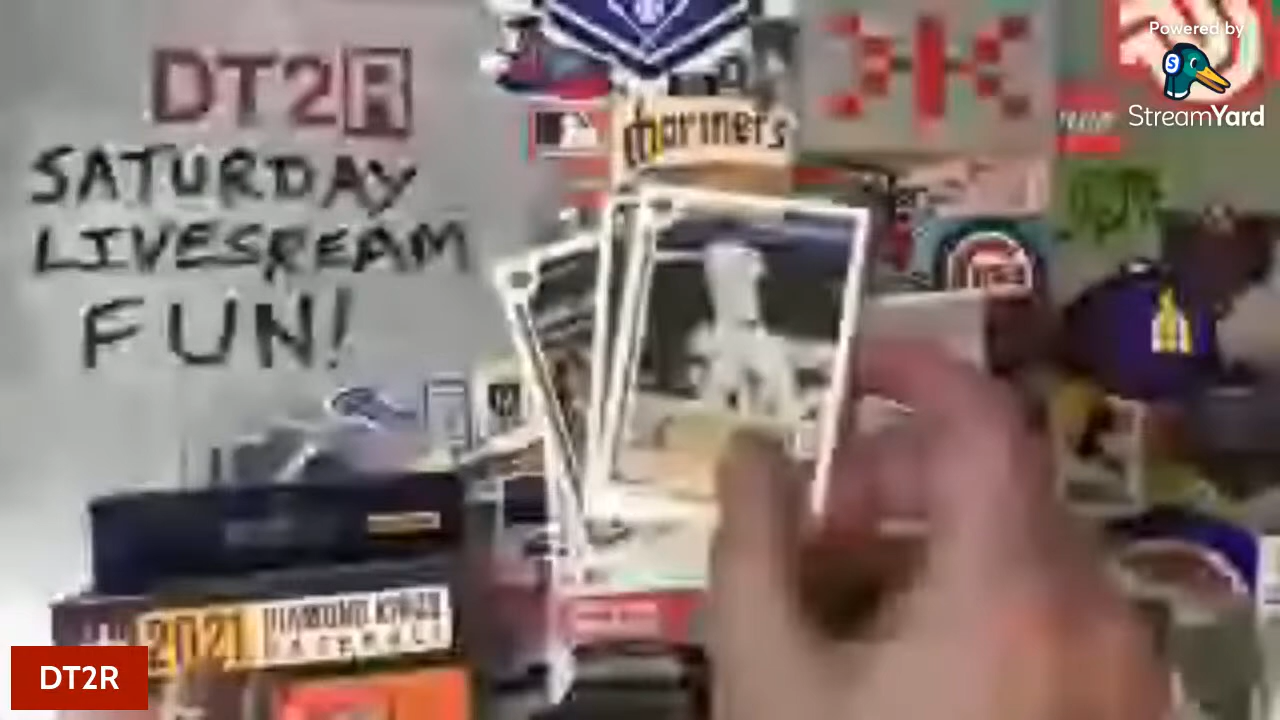 DT2R
SATURDAY
LIVESREAM
FUN!
mariners
Powered by
StreamYard
2021
DIAMOND KINGS
BASEBALL
DT2R